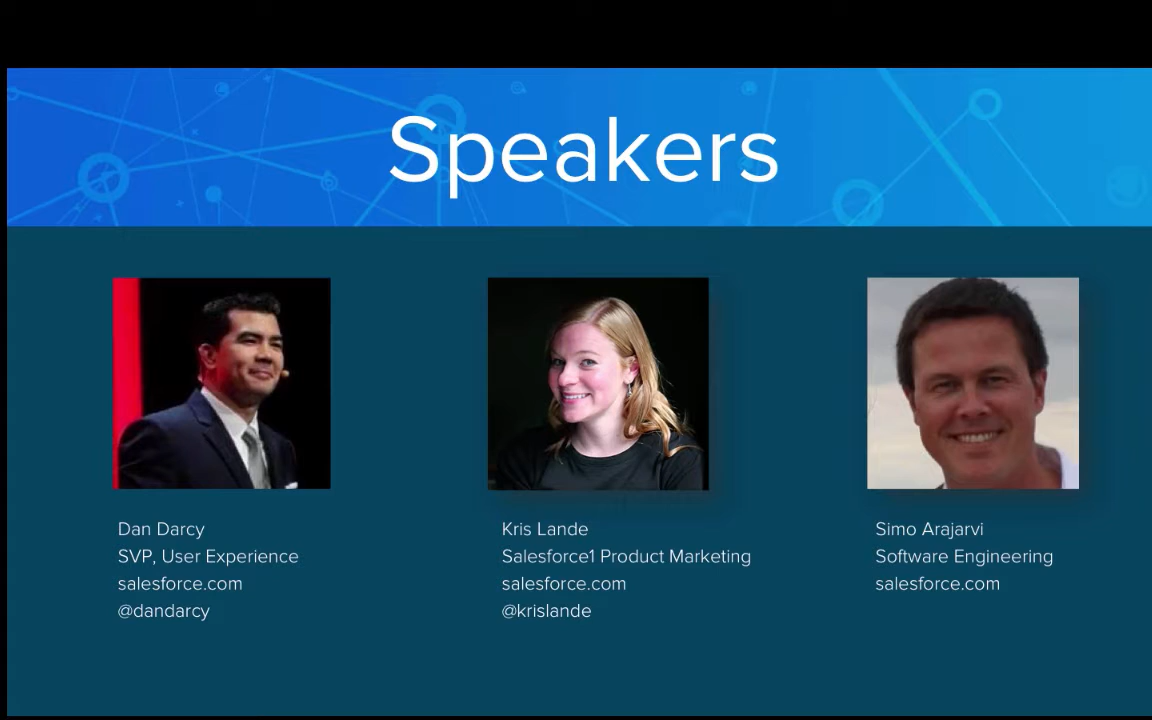 Speakers
Dan Darcy
SVP, User Experience
salesforce.com
@dandarcy
Kris Lande
Salesforce1 Product Marketing
salesforce.com
@krislande
Simo Arajarvi
Software Engineering
salesforce.com